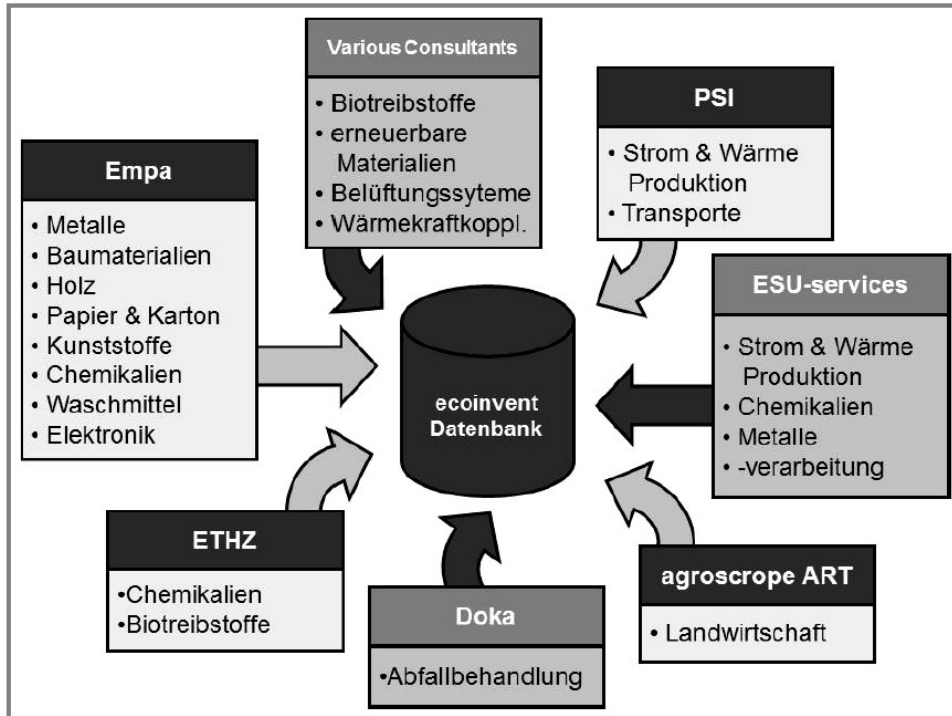 Various Consultants
• Biotreibstoffe
• erneuerbare
Materialien
• Belüftungssyteme
• Wärmekraftkoppl.
PSI
• Strom & Wärme
Produktion
• Transporte
Empa
• Metalle
• Baumaterialien
• Holz
• Papier & Karton
• Kunststoffe
• Chemikalien
• Waschmittel
• Elektronik
ESU-services
• Strom & Wärme
Produktion
• Chemikalien
• Metalle
• -verarbeitung
ecoinvent
Datenbank
ETHZ
•Chemikalien
•Biotreibstoffe
Doka
•Abfallbehandlung
agroscrope ART
• Landwirtschaft